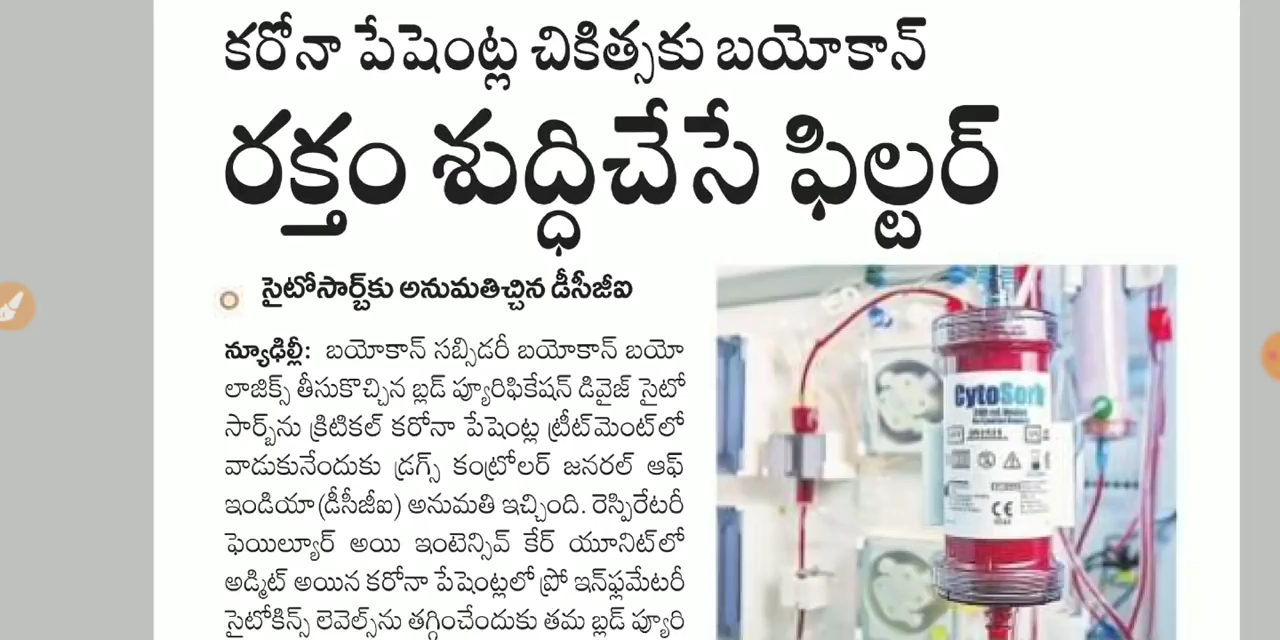 కరోనా పేషెంట్ల చికిత్సకు బయోకాన్
రక్తం శుద్ధిచేసే ఫిల్టర్
సైటోసార్బ్‌కు అనుమతిచ్చిన డీసీజీఐ
న్యూఢిల్లీ: బయోకాన్ సబ్సిడరీ బయోకాన్ బయో
లాజిక్స్ తీసుకొచ్చిన బ్లడ్ ప్యూరిఫికేషన్ డివైజ్ సైటో
సార్బ్‌ను క్రిటికల్ కరోనా పేషెంట్ల ట్రీట్‌మెంట్‌లో
వాడుకునేందుకు డ్రగ్స్ కంట్రోలర్ జనరల్ ఆఫ్
ఇండియా(డీసీజీఐ) అనుమతి ఇచ్చింది. రెస్పిరేటరీ
ఫెయిల్యూర్ అయి ఇంటెన్సివ్ కేర్ యూనిట్‌లో
అడ్మిట్ అయిన కరోనా పేషెంట్లలో ప్రో ఇన్‌ఫ్లమేటరీ
సైటోకిన్స్ లెవెల్స్‌ను తగ్గించేందుకు తమ బ్లడ్ ప్యూరి
CytoSorb
CE